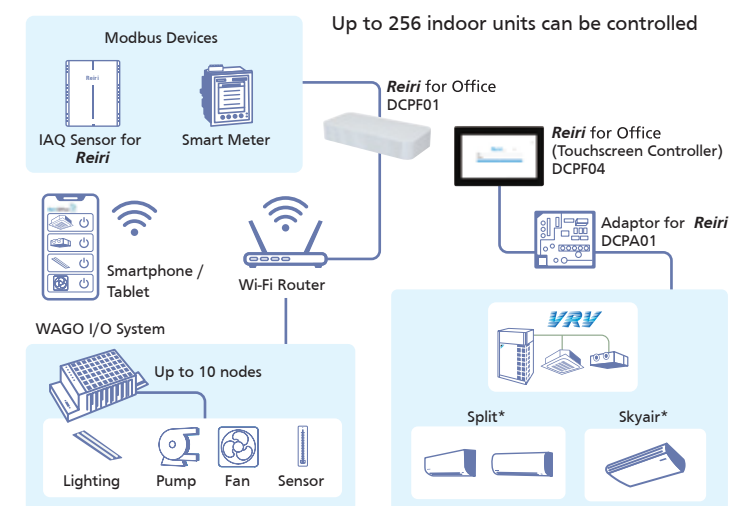 Up to 256 indoor units can be controlled
Modbus Devices
Reiri
IAQ Sensor for
Reiri
Smart Meter
Reiri for Office
DCPF01
Reiri for Office
(Touchscreen Controller)
DCPF04
Adaptor for Reiri
DCPA01
Smartphone /
Tablet
Wi-Fi Router
WAGO I/O System
Up to 10 nodes
Lighting
Pump
Fan
Sensor
VRV
Split*
Skyair*